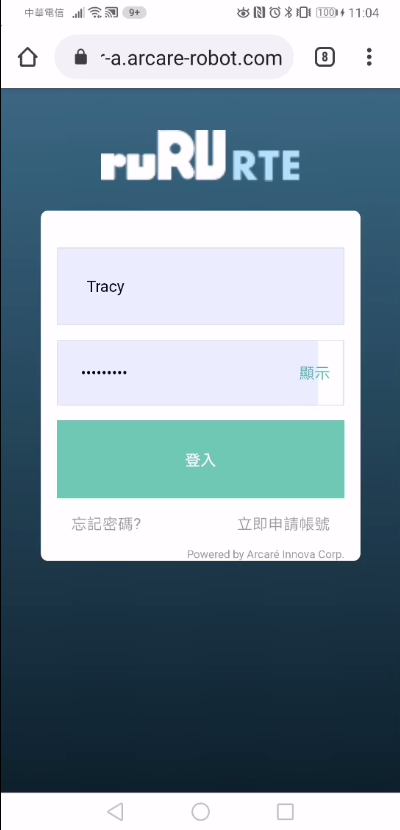 中華電信 9+ 100 11:04
r-a.arcare-robot.com 8
ruRU RTE
Tracy
••••••••• 顯示
登入
忘記密碼? 立即申請帳號
Powered by Arcaré Innova Corp.